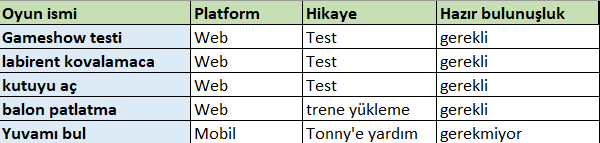 Oyun ismi Platform Hikaye Hazır bulunuşluk
Gameshow testi Web Test gerekli
labirent kovalamaca Web Test gerekli
kutuyu aç Web Test gerekli
balon patlatma Web trene yükleme gerekli
Yuvamı bul Mobil Tonny'e yardım gerekmiyor